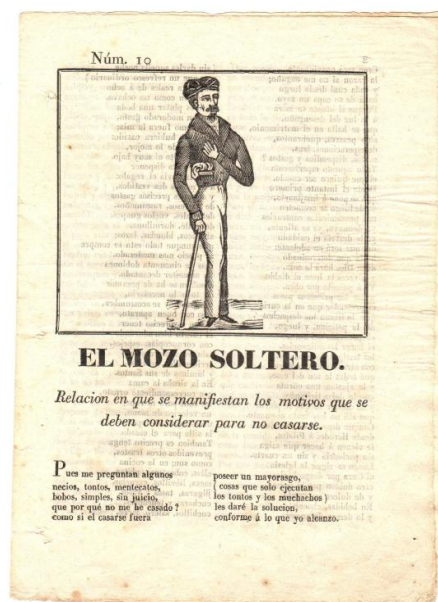 Núm. 10
EL MOZO SOLTERO.
Relacion en que se manifiestan los motivos que se
deben considerar para no casarse.
Pues me preguntan algunos
necios, tontos, mentecatos,
bobos, simples, sin juicio,
que por qué no me he casado?
como si el casarse fuera
poseer un mayorasgo,
( cosas que solo ejecutan
los tontos y los muchachos )
les daré la solucion,
conforme á lo que yo alcanzo.